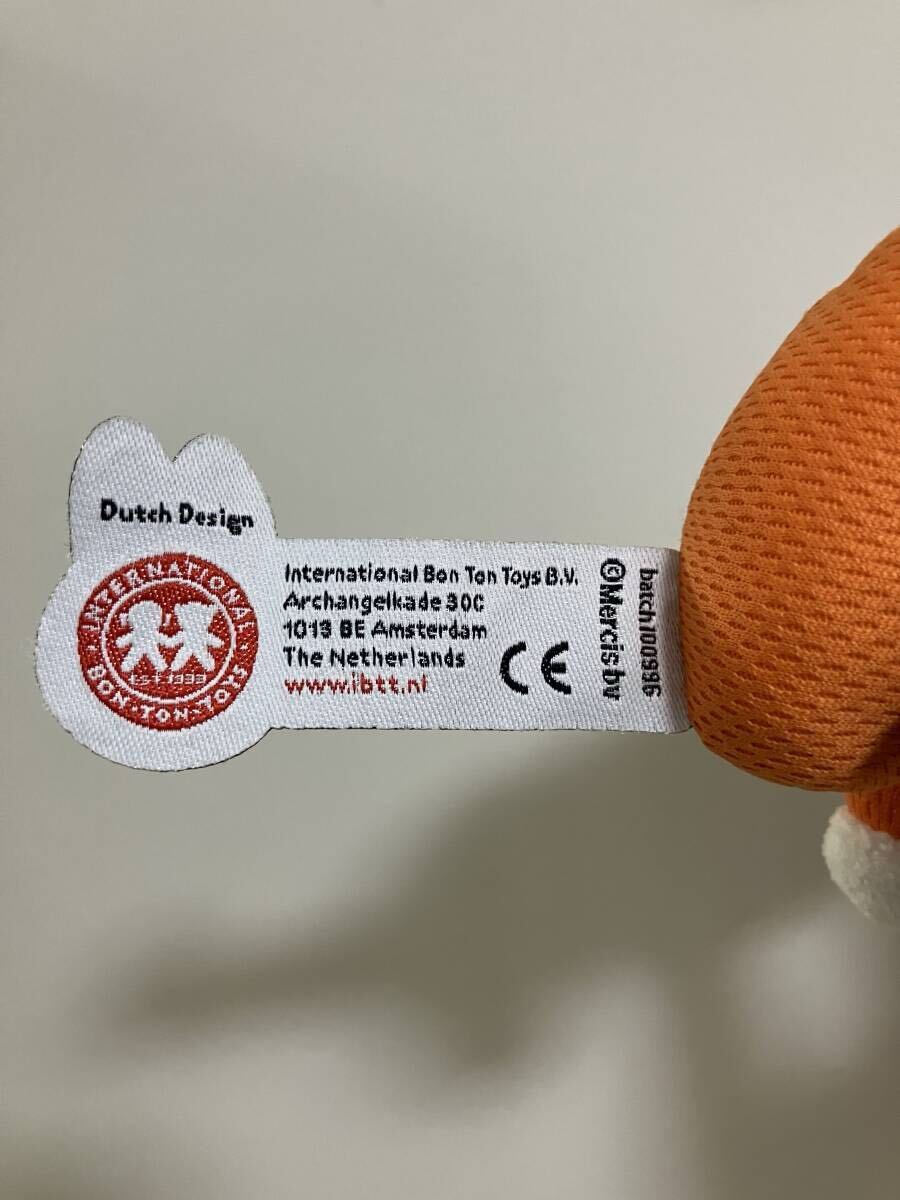 Dutch Design
INTERNATIONAL
EST 1933
BON·TON·TOYS
International Bon Ton Toys B.V.
Archangelkade 30C
1013 BE Amsterdam
The Netherlands
www.ibtt.nl
CE
©Mercis bv
batch100996